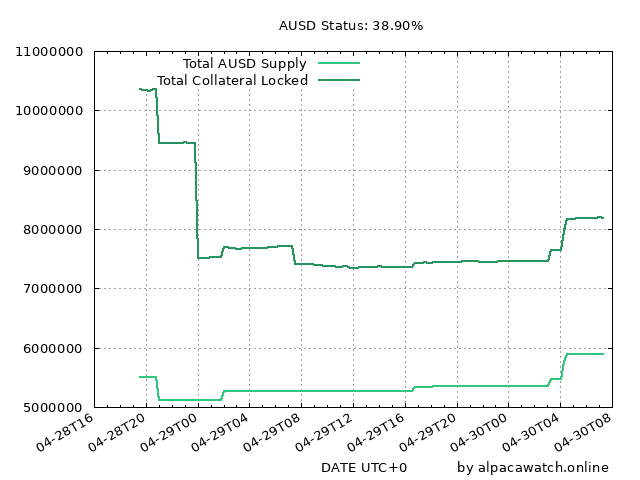 AUSD Status: 38.90%
Total AUSD Supply
Total Collateral Locked
11000000
10000000
9000000
8000000
7000000
6000000
5000000
04-28T16
04-28T20
04-29T00
04-29T04
04-29T08
04-29T12
04-29T16
04-29T20
04-30T00
04-30T04
04-30T08
DATE UTC+0
by alpacawatch.online